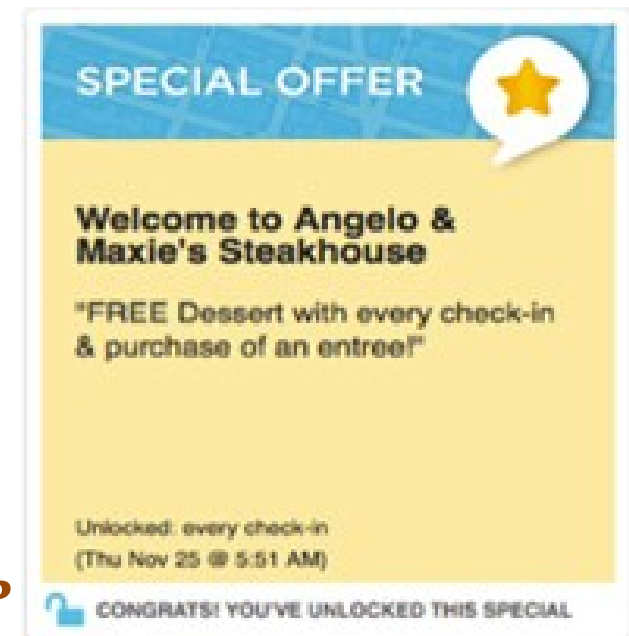 SPECIAL OFFER
Welcome to Angelo &
Maxie's Steakhouse
"FREE Dessert with every check-in
& purchase of an entree!"
Unlocked: every check-in
(Thu Nov 25 @ 5:51 AM)
CONGRATS! YOU'VE UNLOCKED THIS SPECIAL